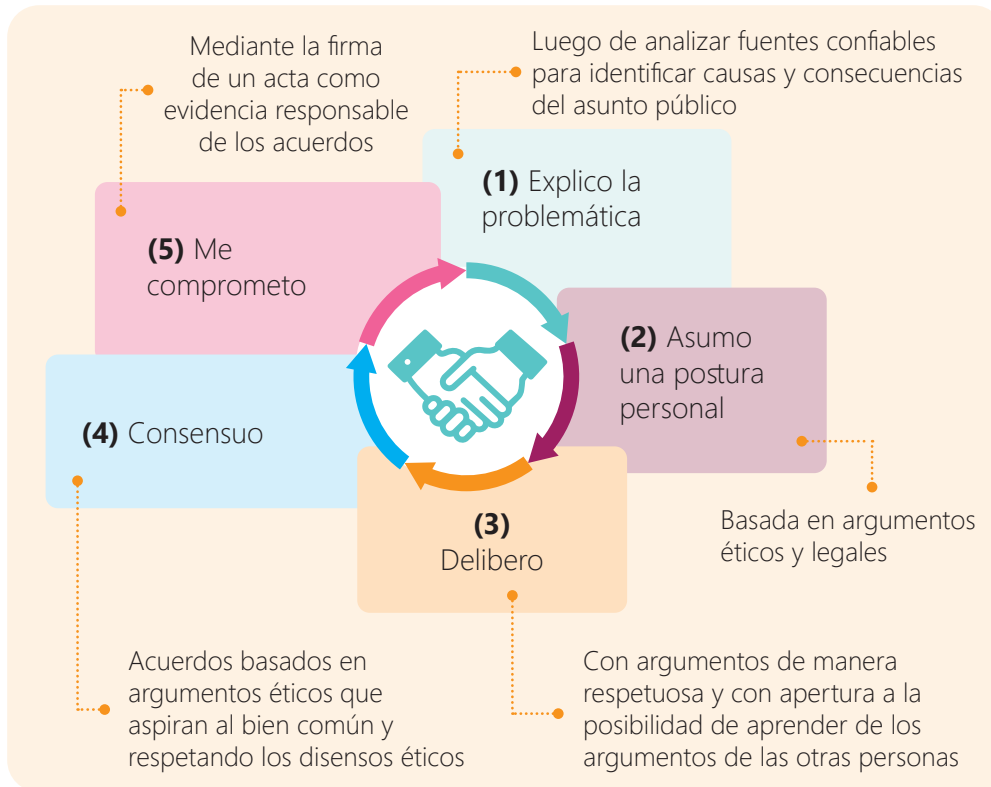 Luego de analizar fuentes confiables
para identificar causas y consecuencias
del asunto público
(1) Explico la
problemática
(2) Asumo
una postura
personal
Basada en argumentos
éticos y legales
(3)
Delibero
Con argumentos de manera
respetuosa y con apertura a la
posibilidad de aprender de los
argumentos de las otras personas
(4) Consensuo
Acuerdos basados en
argumentos éticos que
aspiran al bien común y
respetando los disensos éticos
(5) Me
comprometo
Mediante la firma
de un acta como
evidencia responsable
de los acuerdos